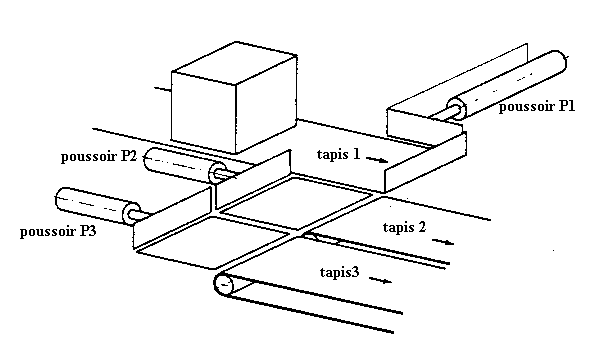 poussoir P1
poussoir P2
tapis 1
tapis 2
poussoir P3
tapis3